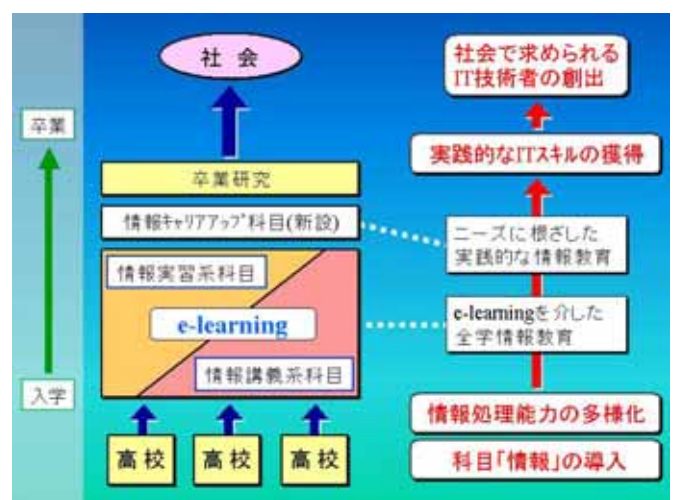 社 会
社会で求められる
IT技術者の創出
卒業
実践的なITスキルの獲得
卒業研究
情報ｷｬﾘｱｱｯﾌﾟ科目(新設)
ニーズに根ざした
実践的な情報教育
情報実習系科目
e-learning
e-learningを介した
全学情報教育
情報講義系科目
入学
情報処理能力の多様化
高校
高校
高校
科目「情報」の導入